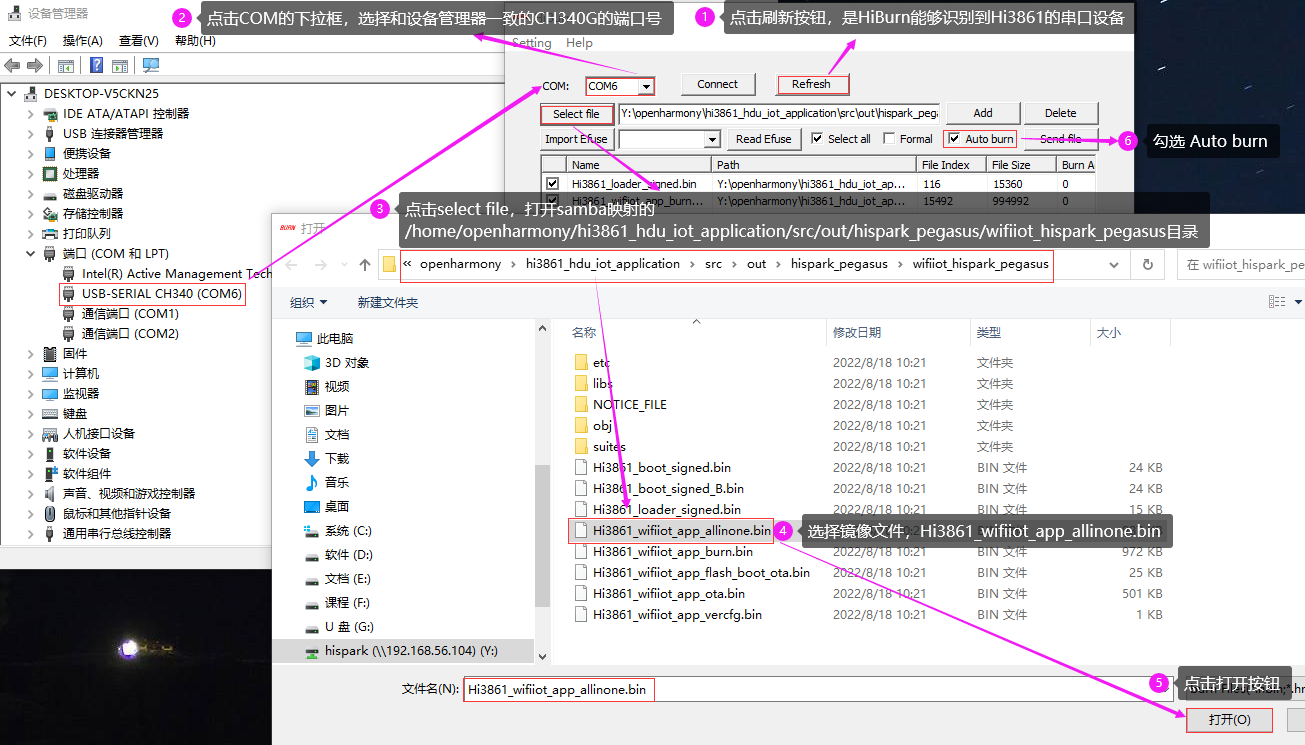 设备管理器
文件(F) 操作(A) 查看(V) 帮助(H)
2 点击COM的下拉框，选择和设备管理器一致的CH340G的端口号
1 点击刷新按钮，是HiBurn能够识别到Hi3861的串口设备
Setting Help
COM: COM6 Connect Refresh
Select file Y:\openharmony\hi3861_hdu_iot_application\src\out\hispark_pega Add Delete
Import Efuse Read Efuse Select all Formal Auto burn Send file
6 勾选 Auto burn
Name Path File Index File Size Burn A
Hi3861_loader_signed.bin Y:\openharmony\hi3861_hdu_iot_ap... 116 15360 0
Hi3861_wifiiot_app_burn... Y:\openharmony\hi3861_hdu_iot_ap... 15492 994992 0
DESKTOP-V5CKN25
IDE ATA/ATAPI 控制器
USB 连接器管理器
便携设备
处理器
磁盘驱动器
存储控制器
打印队列
端口 (COM 和 LPT)
Intel(R) Active Management Tech
USB-SERIAL CH340 (COM6)
通信端口 (COM1)
通信端口 (COM2)
固件
计算机
监视器
键盘
人机接口设备
软件设备
软件组件
声音、视频和游戏控制器
鼠标和其他指针设备
通用串行总线控制器
3 点击select file，打开samba映射的
/home/openharmony/hi3861_hdu_iot_application/src/out/hispark_pegasus/wifiiot_hispark_pegasus目录
BURN 打开
« openharmony › hi3861_hdu_iot_application › src › out › hispark_pegasus › wifiiot_hispark_pegasus
在 wifiiot_hispark_pe
组织 新建文件夹
此电脑
3D 对象
视频
图片
文档
下载
音乐
桌面
系统 (C:)
软件 (D:)
文档 (E:)
课程 (F:)
U 盘 (G:)
hispark (\\192.168.56.104) (Y:)
名称 修改日期 类型 大小
etc 2022/8/18 10:21 文件夹
libs 2022/8/18 10:21 文件夹
NOTICE_FILE 2022/8/18 10:21 文件夹
obj 2022/8/18 10:21 文件夹
suites 2022/8/18 10:21 文件夹
Hi3861_boot_signed.bin 2022/8/18 10:21 BIN 文件 24 KB
Hi3861_boot_signed_B.bin 2022/8/18 10:21 BIN 文件 24 KB
Hi3861_loader_signed.bin 2022/8/18 10:21 BIN 文件 15 KB
Hi3861_wifiiot_app_allinone.bin
4 选择镜像文件，Hi3861_wifiiot_app_allinone.bin
Hi3861_wifiiot_app_burn.bin 2022/8/18 10:21 BIN 文件 972 KB
Hi3861_wifiiot_app_flash_boot_ota.bin 2022/8/18 10:21 BIN 文件 25 KB
Hi3861_wifiiot_app_ota.bin 2022/8/18 10:21 BIN 文件 501 KB
Hi3861_wifiiot_app_vercfg.bin 2022/8/18 10:21 BIN 文件 1 KB
文件名(N): Hi3861_wifiiot_app_allinone.bin
5 点击打开按钮
打开(O)